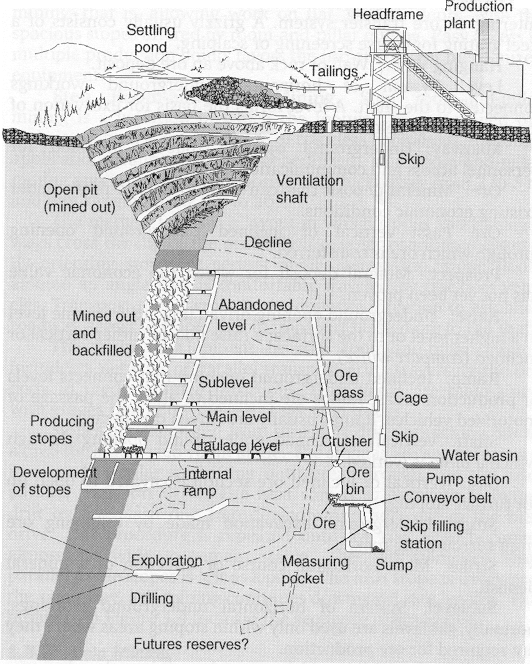 Production
plant
Headframe
Settling
pond
Tailings
Skip
Open pit
(mined out)
Ventilation
shaft
Decline
Abandoned
level
Mined out
and
backfilled
Sublevel
Ore
pass
Cage
Main level
Producing
stopes
Skip
Haulage level
Crusher
Water basin
Development
of stopes
Internal
ramp
Ore
bin
Pump station
Conveyor belt
Ore
Skip filling
station
Exploration
Measuring
pocket
Sump
Drilling
Futures reserves?